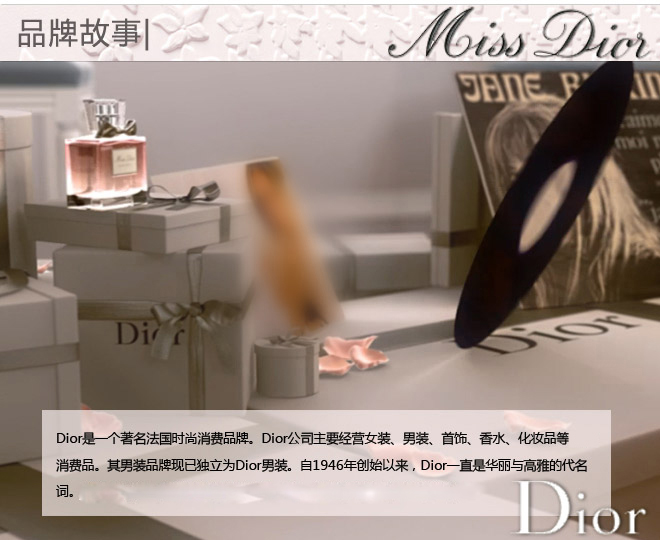 品牌故事|
Miss Dior
JANE
Miss Dior
Dior
Dior
Dior是一个著名法国时尚消费品牌。Dior公司主要经营女装、男装、首饰、香水、化妆品等
消费品。其男装品牌现已独立为Dior男装。自1946年创始以来，Dior一直是华丽与高雅的代名
词。
Dior